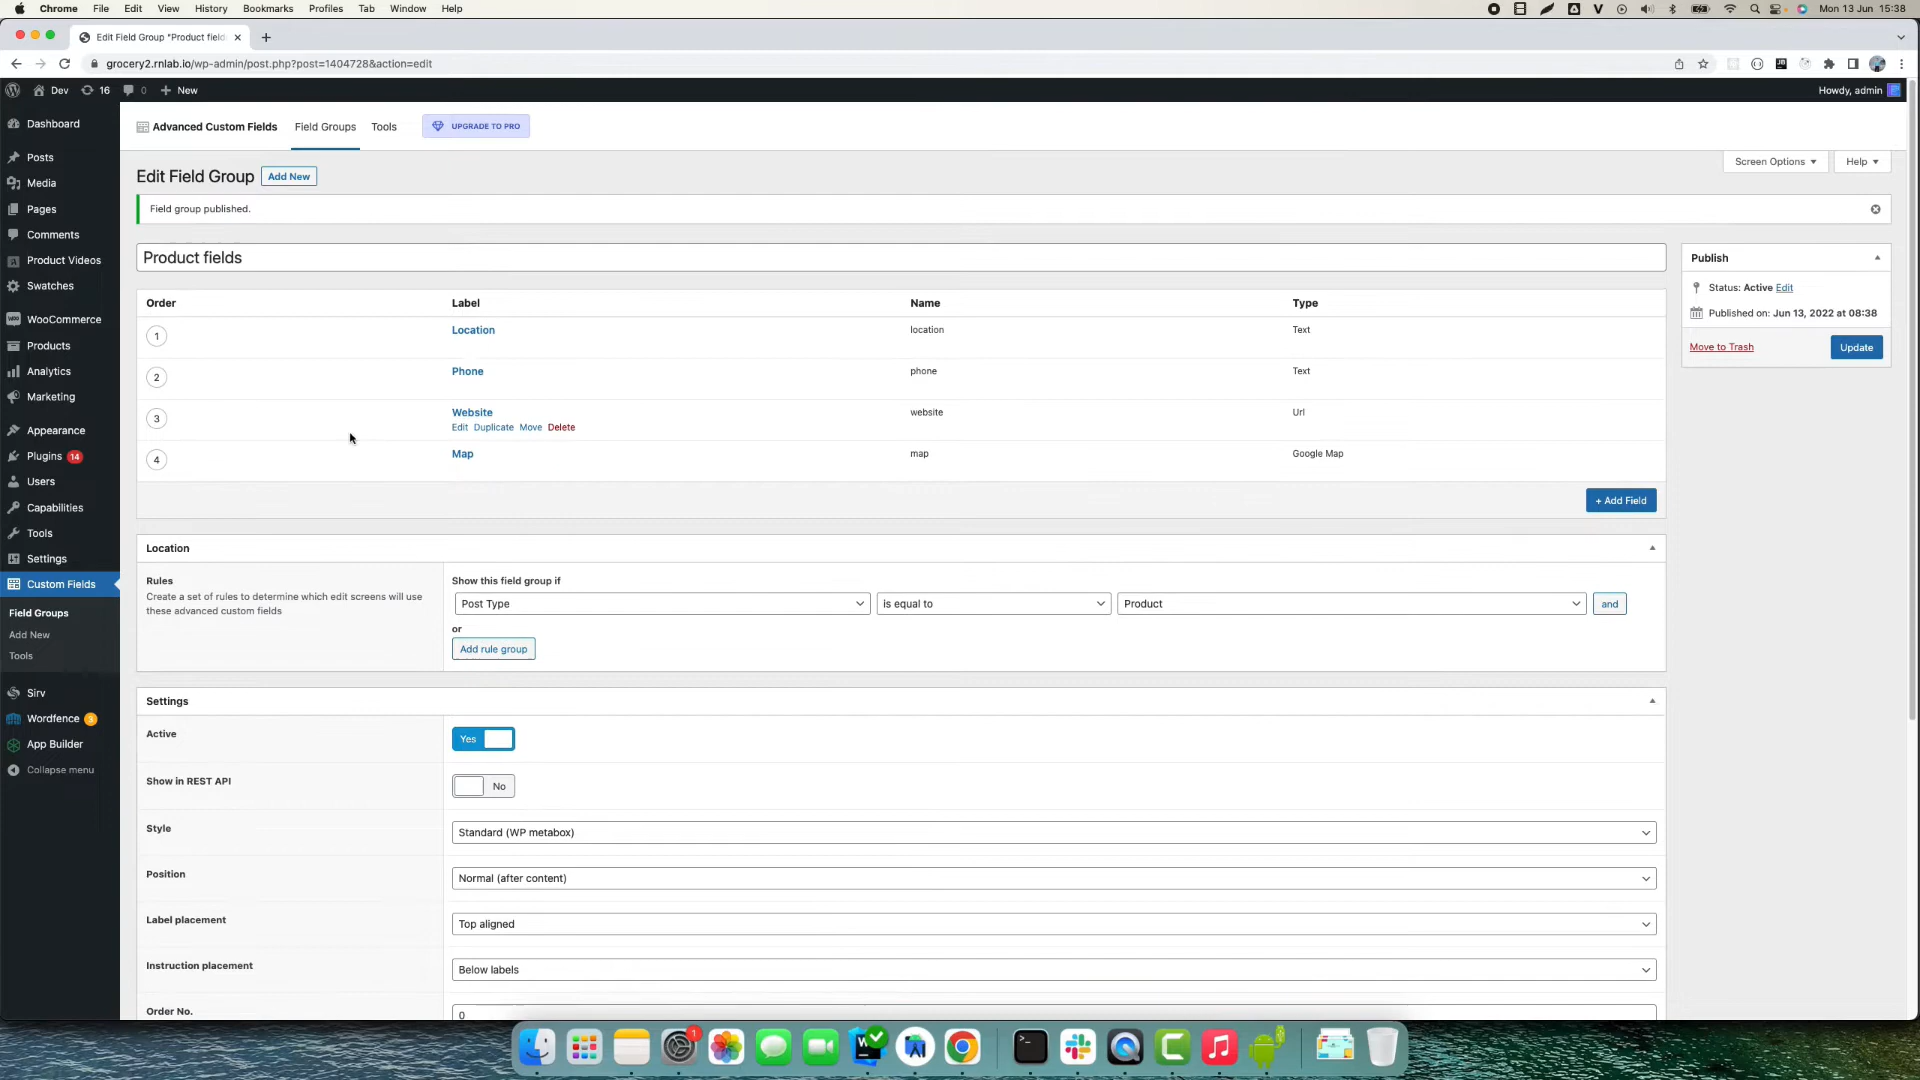 Chrome File Edit View History Bookmarks Profiles Tab Window Help
Mon 13 Jun 15:38
Edit Field Group "Product field
grocery2.rnlab.io/wp-admin/post.php?post=1404728&action=edit
Dev 16 0 New
Howdy, admin
Dashboard
Posts
Media
Pages
Comments
Product Videos
Swatches
WooCommerce
Products
Analytics
Marketing
Appearance
Plugins 14
Users
Capabilities
Tools
Settings
Custom Fields
Field Groups
Add New
Tools
Sirv
Wordfence 3
App Builder
Collapse menu
Advanced Custom Fields Field Groups Tools UPGRADE TO PRO
Screen Options Help
Edit Field Group Add New
Field group published.
Product fields
Order Label Name Type
1 Location location Text
2 Phone phone Text
3 Website website Url
Edit Duplicate Move Delete
4 Map map Google Map
+ Add Field
Publish
Status: Active Edit
Published on: Jun 13, 2022 at 08:38
Move to Trash Update
Location
Rules
Create a set of rules to determine which edit screens will use
these advanced custom fields
Show this field group if
Post Type is equal to Product and
or
Add rule group
Settings
Active Yes
Show in REST API No
Style Standard (WP metabox)
Position Normal (after content)
Label placement Top aligned
Instruction placement Below labels
Order No. 0
1